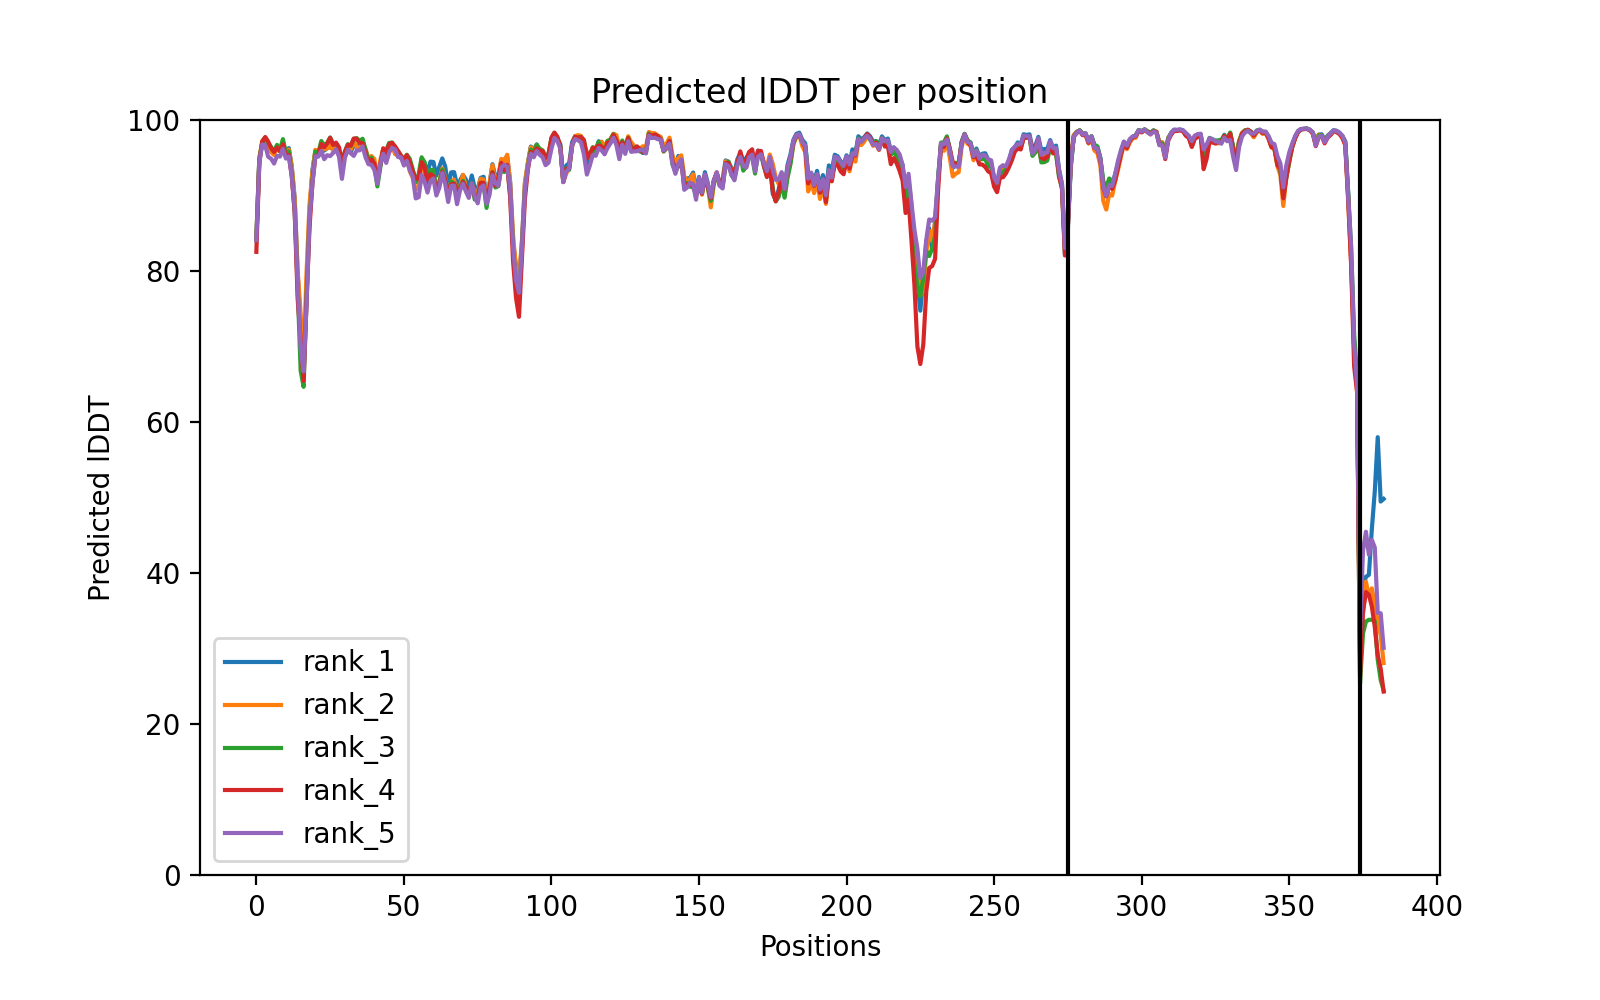 Predicted lDDT per position
100
80
60
40
20
0
Predicted lDDT
rank_1
rank_2
rank_3
rank_4
rank_5
0 50 100 150 200 250 300 350 400
Positions